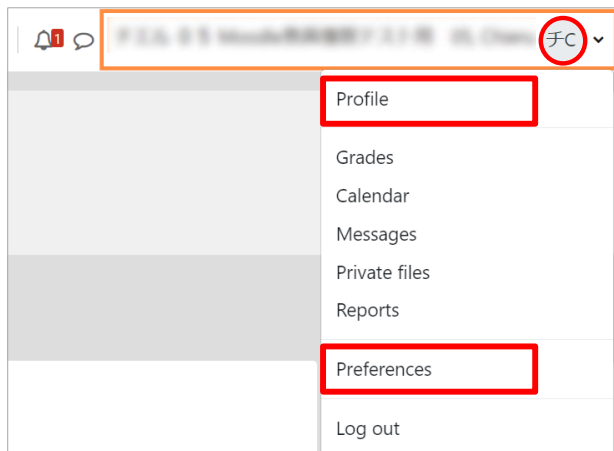 1
チC
Profile
Grades
Calendar
Messages
Private files
Reports
Preferences
Log out